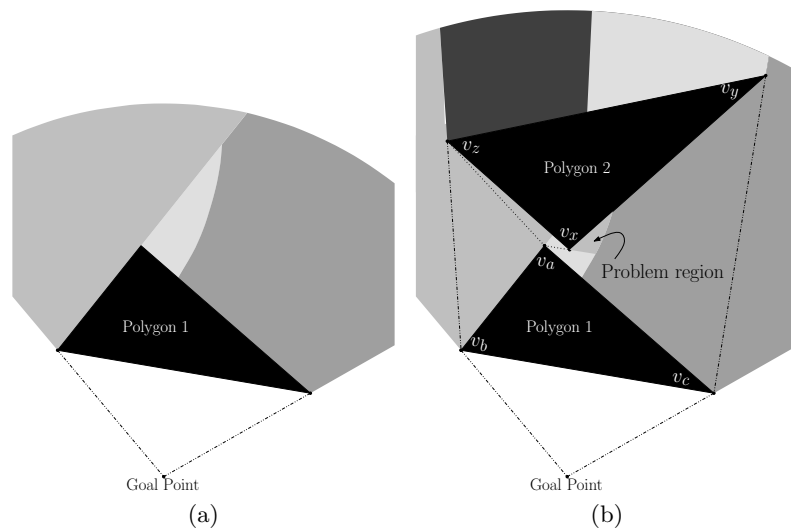 Polygon 1
Goal Point
(a)
v_y
v_z
Polygon 2
v_x
v_a
Problem region
Polygon 1
v_b
v_c
Goal Point
(b)